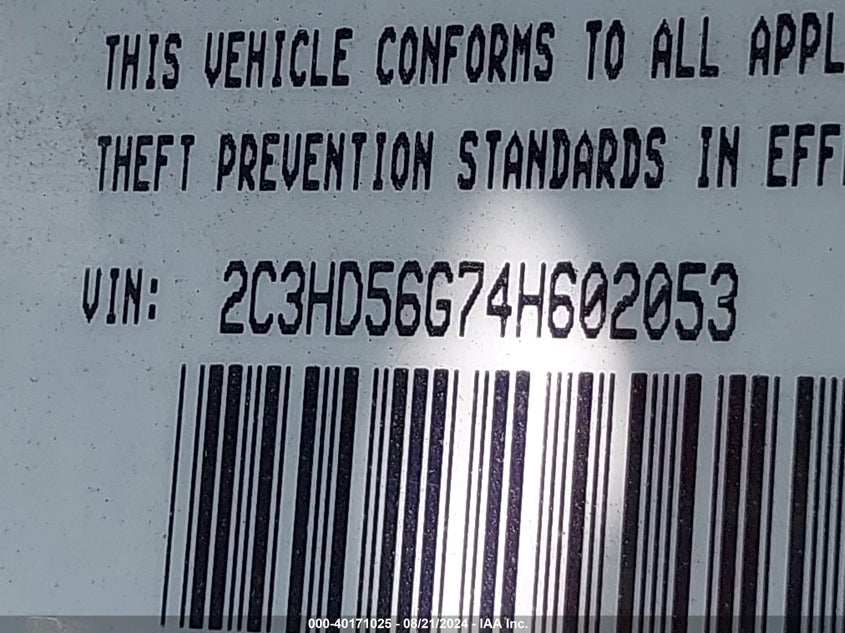 THIS VEHICLE CONFORMS TO ALL APPL
THEFT PREVENTION STANDARDS IN EFF
VIN: 2C3HD56G74H602053
000-40171025 - 08/21/2024 - IAA Inc.